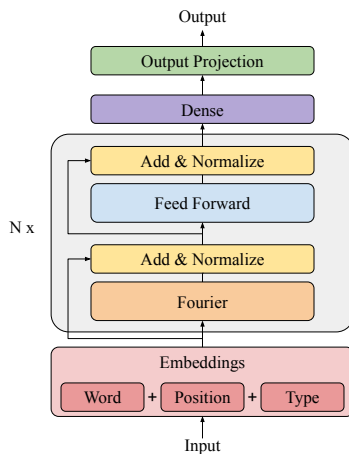 Output
Output Projection
Dense
Add & Normalize
Feed Forward
N x
Add & Normalize
Fourier
Embeddings
Word + Position + Type
Input